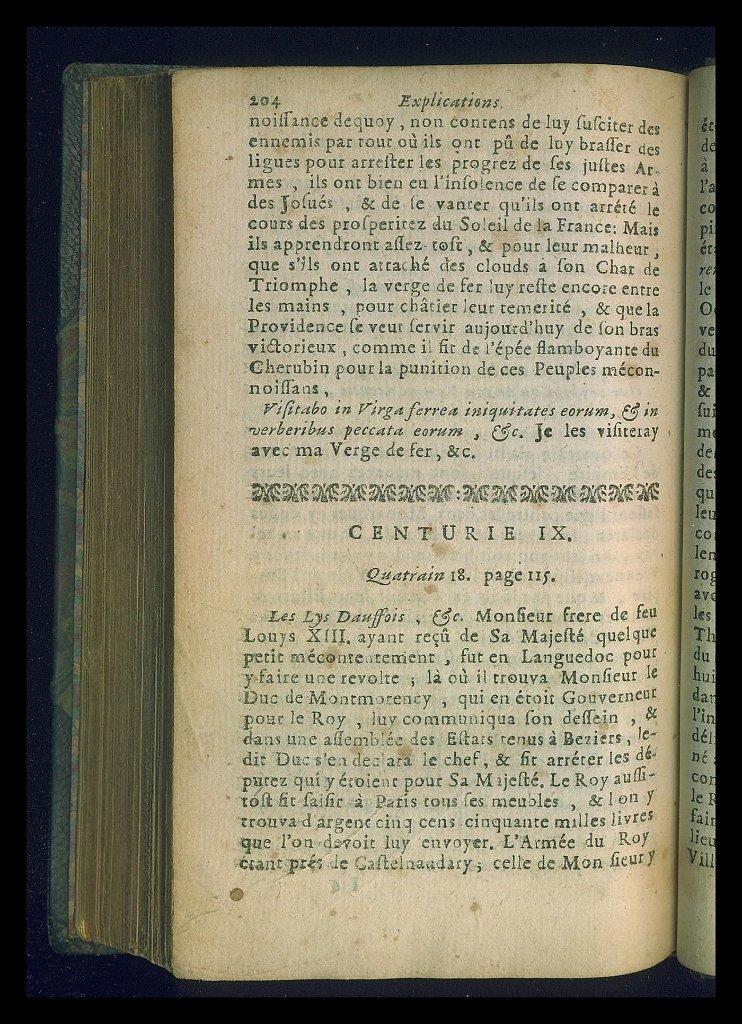 204 Explications.
noiſſance dequoy, non contens de luy ſuſciter des
ennemis par tout où ils ont pû de luy braſſer des
ligues pour arreſter les progrez de ſes juſtes Ar-
mes, ils ont bien eu l'inſolence de ſe comparer à
des Joſués, & de ſe vanter qu'ils ont arrété le
cours des proſperitez du Soleil de la France: Mais
ils apprendront aſſez-toſt, & pour leur malheur,
que s'ils ont attaché des clouds à ſon Char de
Triomphe, la verge de fer luy reſte encore entre
les mains, pour châtier leur temerité, & que la
Providence ſe veut ſervir aujourd'huy de ſon bras
victorieux, comme il fit de l'épée flamboyante du
Cherubin pour la punition de ces Peuples mécon-
noiſſans,
Viſitabo in Virga ferrea iniquitates eorum, & in
verberibus peccata eorum, &c. Je les viſiteray
avec ma Verge de fer, &c.
CENTURIE IX.
Quatrain 18. page 115.
Les Lys Dauffois, &c. Monſieur frere de feu
Louys XIII. ayant reçû de Sa Majeſté quelque
petit mécontentement, fut en Languedoc pour
y faire une revolte; là où il trouva Monſieur le
Duc de Montmorency, qui en étoit Gouverneur
pour le Roy, luy communiqua ſon deſſein, &
dans une aſſemblée des Eſtats tenus à Beziers, le-
dit Duc s'en declara le chef, & fit arréter les dé-
putez qui y étoient pour Sa Majeſté. Le Roy auſſi-
toſt fit ſaiſir à Paris tous ſes meubles, & l'on y
trouva d'argent cinq cens cinquante milles livres
que l'on devoit luy envoyer. L'Armée du Roy
étant prés de Caſtelnaudary; celle de Mon ſieur y